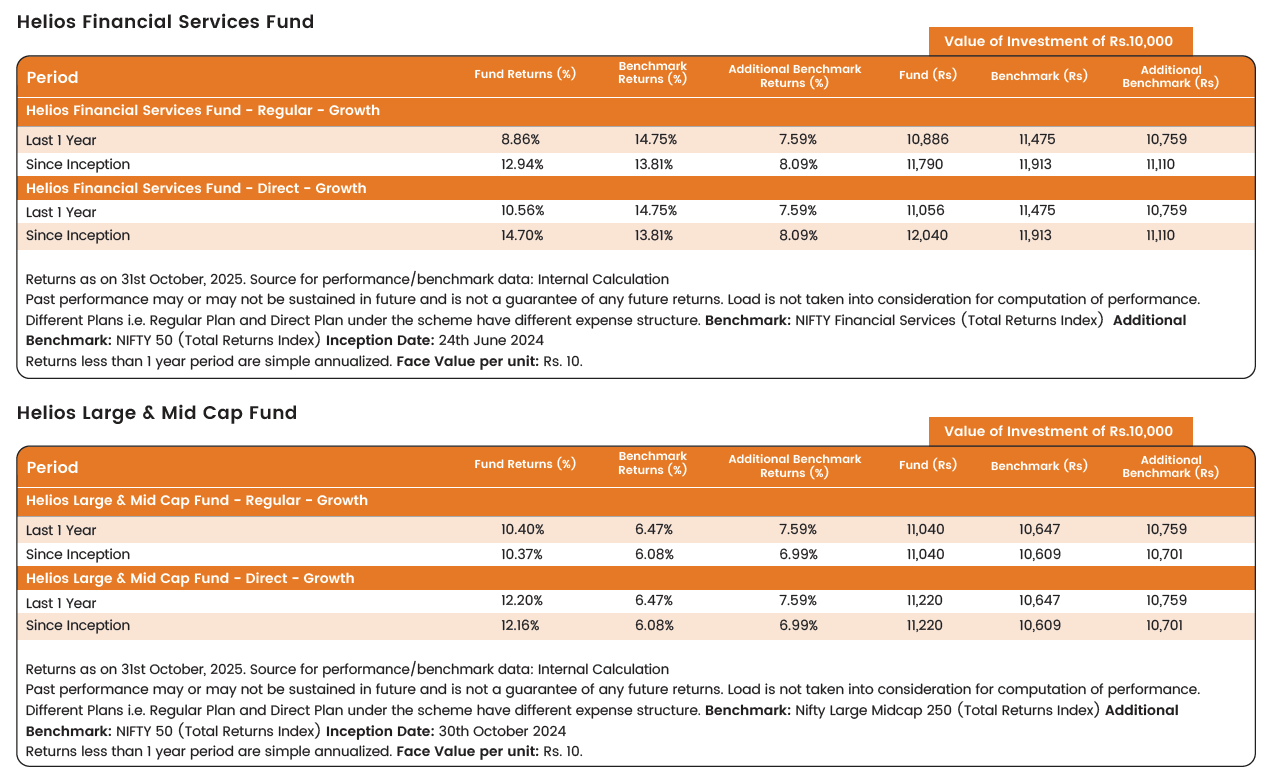 Helios Financial Services Fund
Value of Investment of Rs.10,000
Period Fund Returns (%) Benchmark Returns (%) Additional Benchmark Returns (%) Fund (Rs) Benchmark (Rs) Additional Benchmark (Rs)
Helios Financial Services Fund - Regular - Growth
Last 1 Year 8.86% 14.75% 7.59% 10,886 11,475 10,759
Since Inception 12.94% 13.81% 8.09% 11,790 11,913 11,110
Helios Financial Services Fund - Direct - Growth
Last 1 Year 10.56% 14.75% 7.59% 11,056 11,475 10,759
Since Inception 14.70% 13.81% 8.09% 12,040 11,913 11,110
Returns as on 31st October, 2025. Source for performance/benchmark data: Internal Calculation
Past performance may or may not be sustained in future and is not a guarantee of any future returns. Load is not taken into consideration for computation of performance.
Different Plans i.e. Regular Plan and Direct Plan under the scheme have different expense structure. Benchmark: NIFTY Financial Services (Total Returns Index) Additional
Benchmark: NIFTY 50 (Total Returns Index) Inception Date: 24th June 2024
Returns less than 1 year period are simple annualized. Face Value per unit: Rs. 10.
Helios Large & Mid Cap Fund
Value of Investment of Rs.10,000
Period Fund Returns (%) Benchmark Returns (%) Additional Benchmark Returns (%) Fund (Rs) Benchmark (Rs) Additional Benchmark (Rs)
Helios Large & Mid Cap Fund - Regular - Growth
Last 1 Year 10.40% 6.47% 7.59% 11,040 10,647 10,759
Since Inception 10.37% 6.08% 6.99% 11,040 10,609 10,701
Helios Large & Mid Cap Fund - Direct - Growth
Last 1 Year 12.20% 6.47% 7.59% 11,220 10,647 10,759
Since Inception 12.16% 6.08% 6.99% 11,220 10,609 10,701
Returns as on 31st October, 2025. Source for performance/benchmark data: Internal Calculation
Past performance may or may not be sustained in future and is not a guarantee of any future returns. Load is not taken into consideration for computation of performance.
Different Plans i.e. Regular Plan and Direct Plan under the scheme have different expense structure. Benchmark: Nifty Large Midcap 250 (Total Returns Index) Additional
Benchmark: NIFTY 50 (Total Returns Index) Inception Date: 30th October 2024
Returns less than 1 year period are simple annualized. Face Value per unit: Rs. 10.